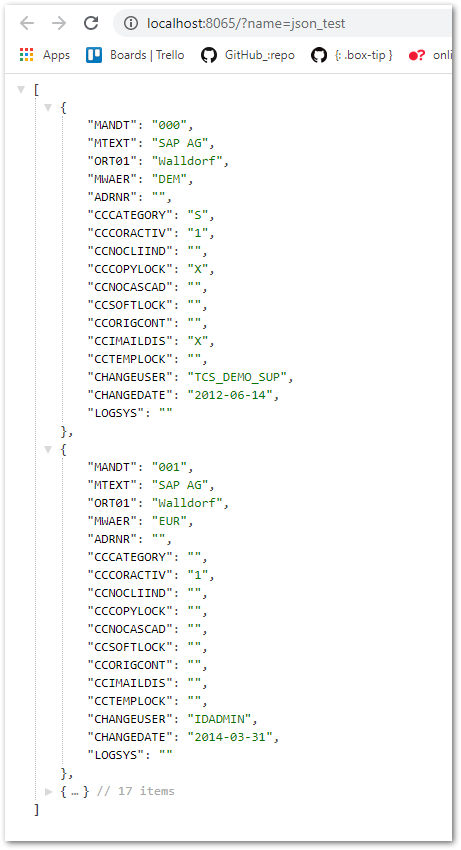 localhost:8065/?name=json_test
Apps Boards | Trello GitHub_:repo {: .box-tip } onli
[
{
"MANDT": "000",
"MTEXT": "SAP AG",
"ORT01": "Walldorf",
"MWAER": "DEM",
"ADRNR": "",
"CCCATEGORY": "S",
"CCCORACTIV": "1",
"CCNOCLIIND": "",
"CCCOPYLOCK": "X",
"CCNOCASCAD": "",
"CCSOFTLOCK": "",
"CCORIGCONT": "",
"CCIMAILDIS": "X",
"CCTEMPLOCK": "",
"CHANGEUSER": "TCS_DEMO_SUP",
"CHANGEDATE": "2012-06-14",
"LOGSYS": ""
},
{
"MANDT": "001",
"MTEXT": "SAP AG",
"ORT01": "Walldorf",
"MWAER": "EUR",
"ADRNR": "",
"CCCATEGORY": "",
"CCCORACTIV": "1",
"CCNOCLIIND": "",
"CCCOPYLOCK": "",
"CCNOCASCAD": "",
"CCSOFTLOCK": "",
"CCORIGCONT": "",
"CCIMAILDIS": "",
"CCTEMPLOCK": "",
"CHANGEUSER": "IDADMIN",
"CHANGEDATE": "2014-03-31",
"LOGSYS": ""
},
{ … } // 17 items
]